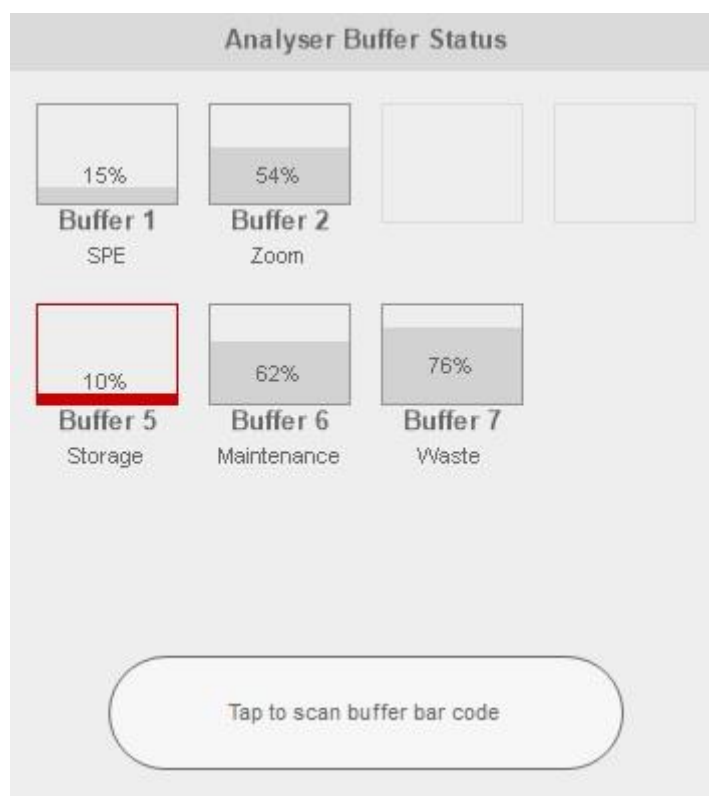 Analyser Buffer Status
15%
54%
Buffer 1
Buffer 2
SPE
Zoom
10%
62%
76%
Buffer 5
Buffer 6
Buffer 7
Storage
Maintenance
Waste
Tap to scan buffer bar code